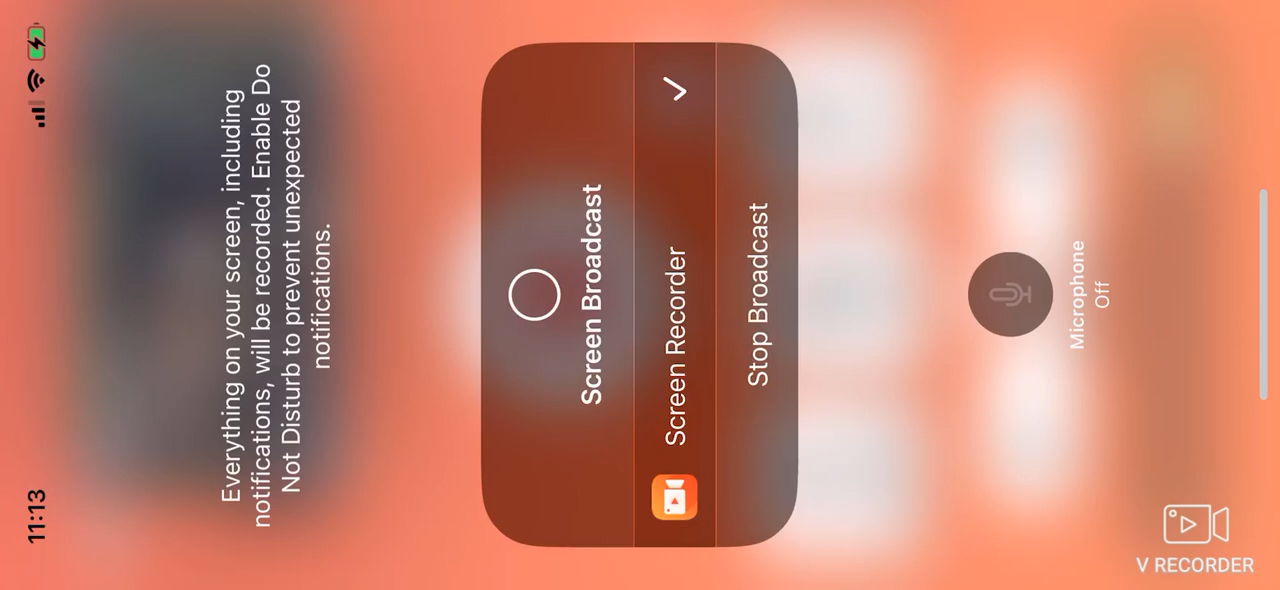 11:13
Everything on your screen, including
notifications, will be recorded. Enable Do
Not Disturb to prevent unexpected
notifications.
Screen Broadcast
Screen Recorder
Stop Broadcast
Microphone
Off
V RECORDER